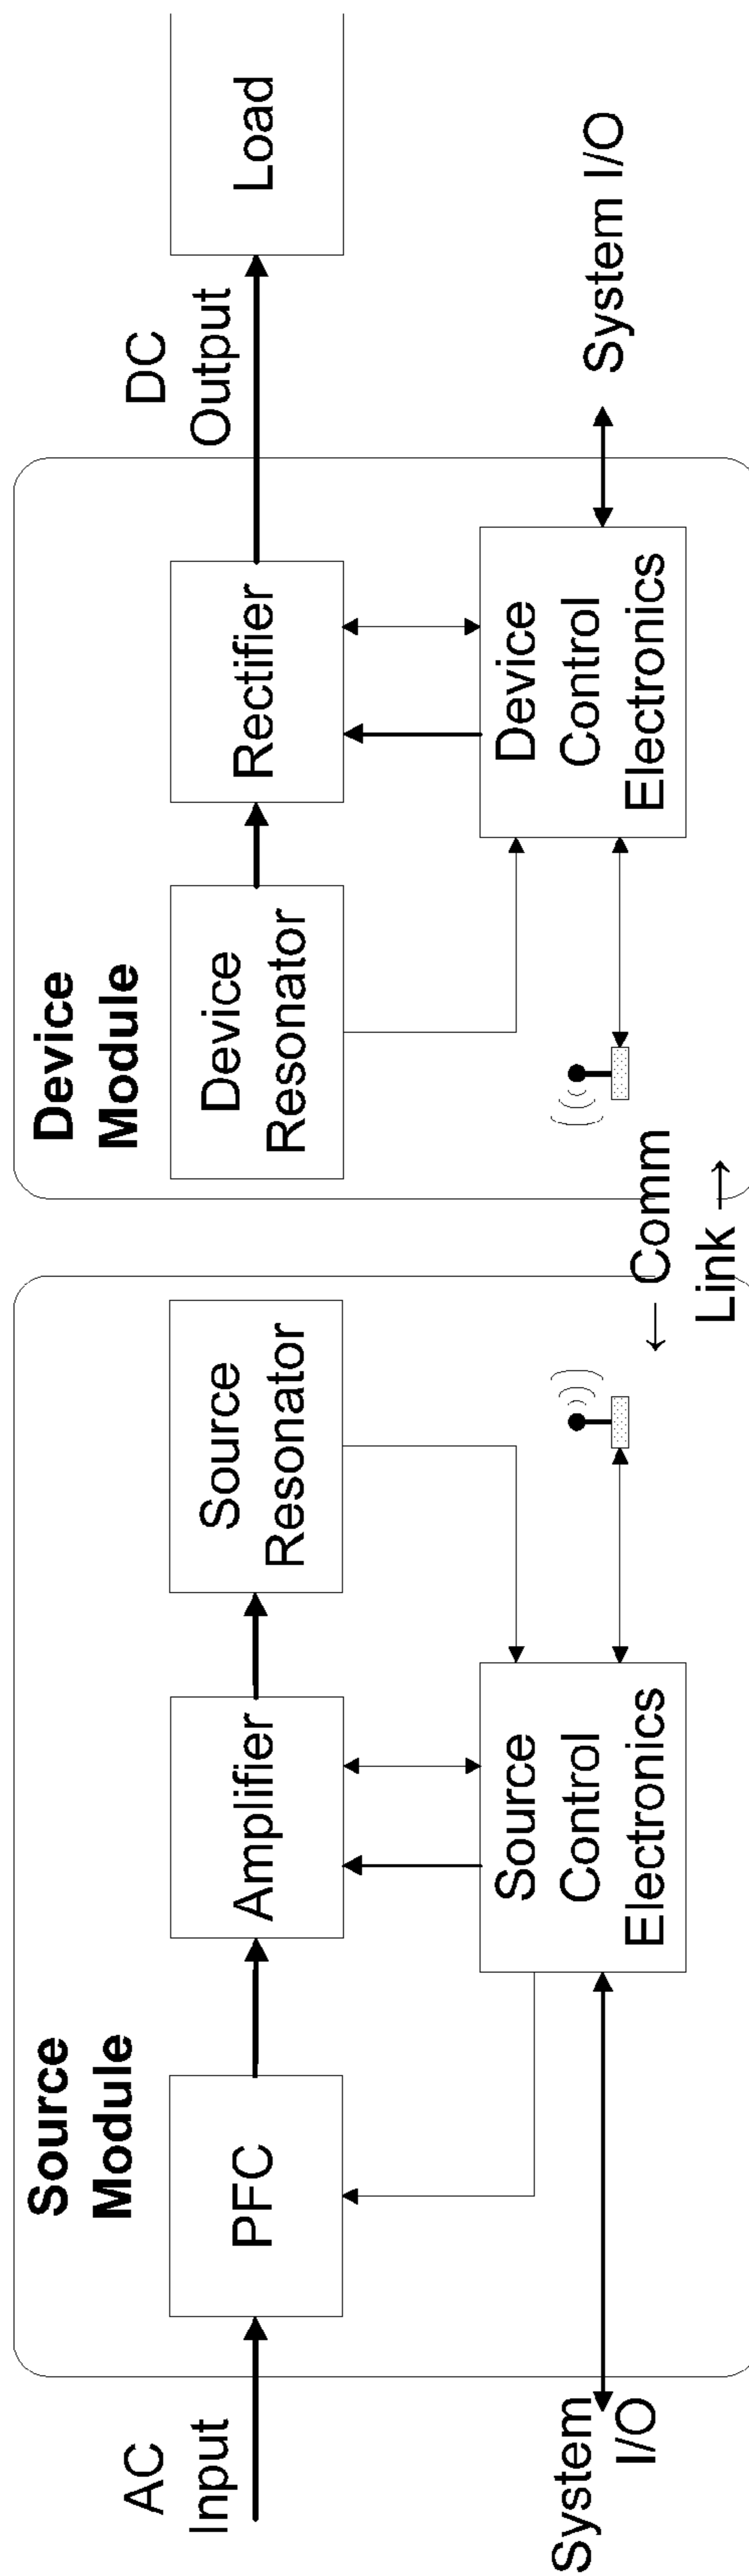 Source
Module
AC
Input
PFC
Amplifier
Source
Resonator
Source
Control
Electronics
System
I/O
← Comm
Link →
Device
Module
Device
Resonator
Rectifier
Device
Control
Electronics
DC
Output
Load
System I/O